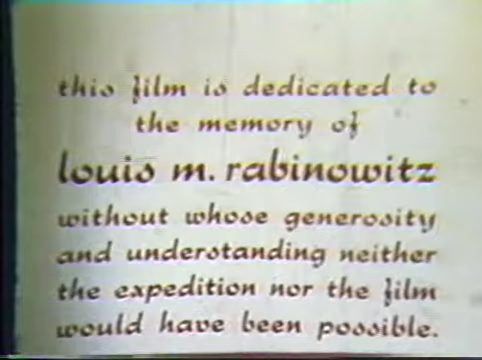 this film is dedicated to
the memory of
louis m. rabinowitz
without whose generosity
and understanding neither
the expedition nor the film
would have been possible.